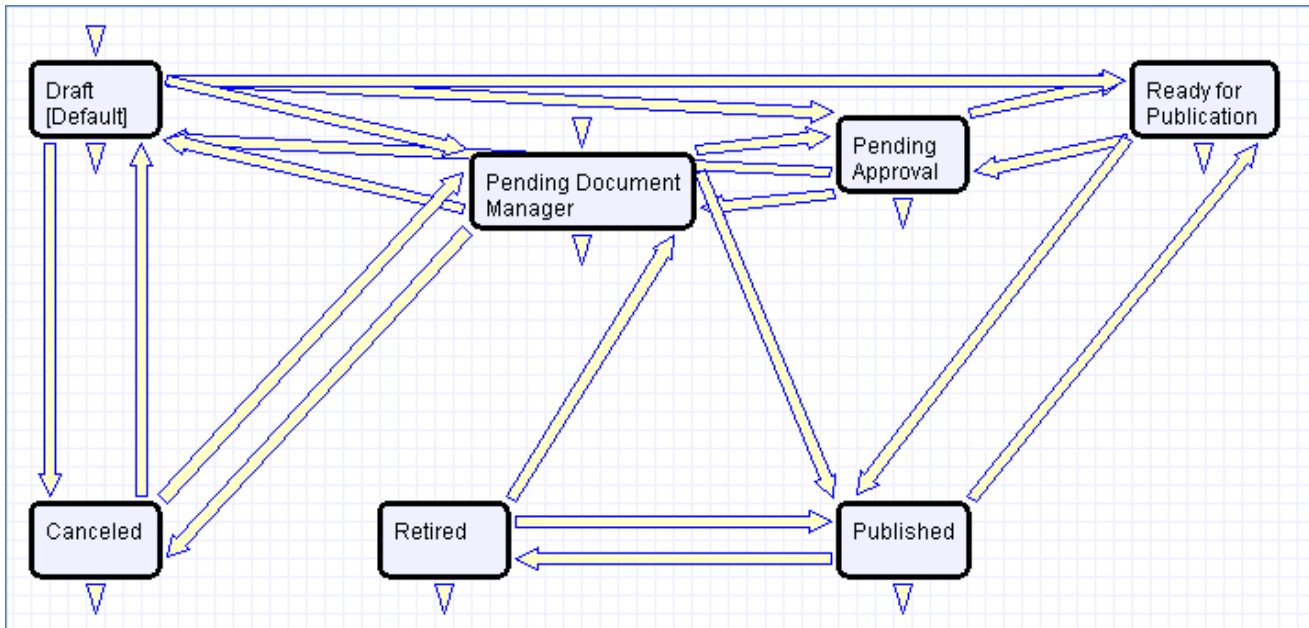 Draft
[Default]
Ready for
Publication
Pending
Approval
Pending Document
Manager
Canceled
Retired
Published